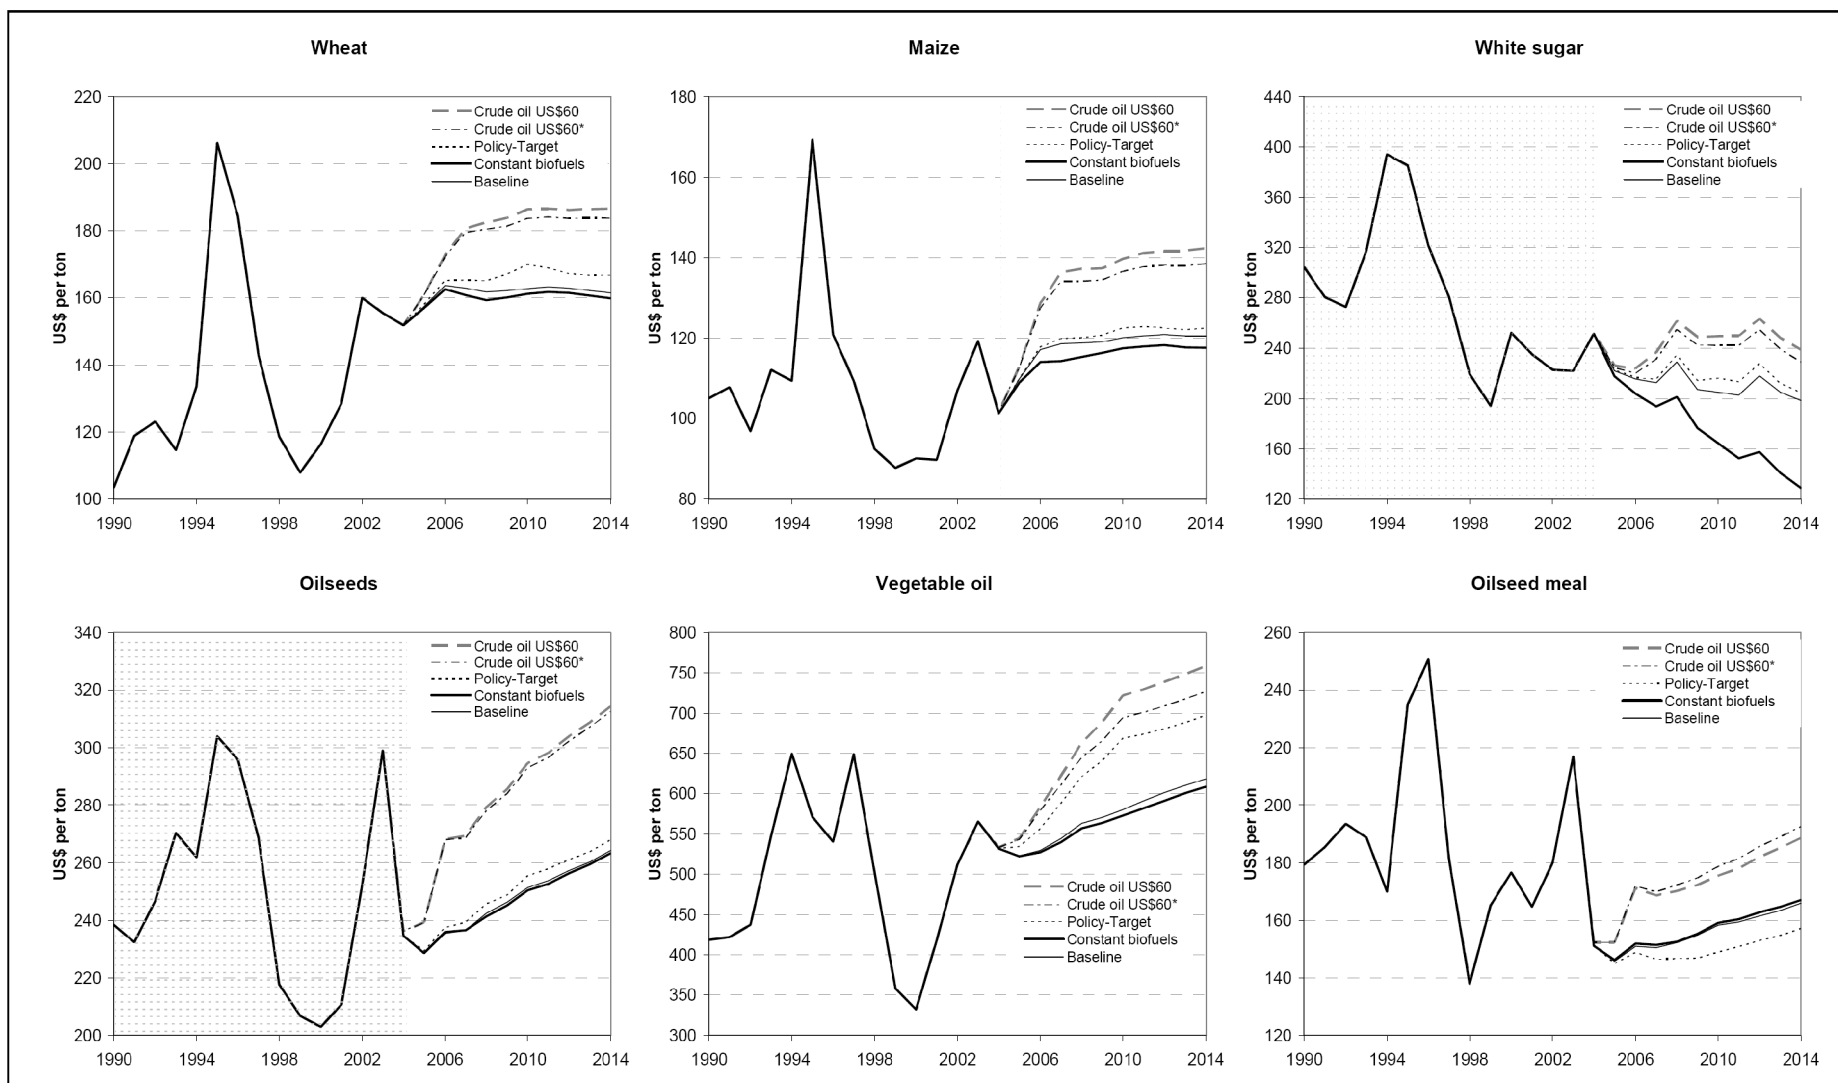 Wheat
US$ per ton
220
200
180
160
140
120
100
1990 1994 1998 2002 2006 2010 2014
Crude oil US$60
Crude oil US$60*
Policy-Target
Constant biofuels
Baseline
Maize
US$ per ton
180
160
140
120
100
80
1990 1994 1998 2002 2006 2010 2014
Crude oil US$60
Crude oil US$60*
Policy-Target
Constant biofuels
Baseline
White sugar
US$ per ton
440
400
360
320
280
240
200
160
120
1990 1994 1998 2002 2006 2010 2014
Crude oil US$60
Crude oil US$60*
Policy-Target
Constant biofuels
Baseline
Oilseeds
US$ per ton
340
320
300
280
260
240
220
200
1990 1994 1998 2002 2006 2010 2014
Crude oil US$60
Crude oil US$60*
Policy-Target
Constant biofuels
Baseline
Vegetable oil
US$ per ton
800
750
700
650
600
550
500
450
400
350
300
1990 1994 1998 2002 2006 2010 2014
Crude oil US$60
Crude oil US$60*
Policy-Target
Constant biofuels
Baseline
Oilseed meal
US$ per ton
260
240
220
200
180
160
140
120
1990 1994 1998 2002 2006 2010 2014
Crude oil US$60
Crude oil US$60*
Policy-Target
Constant biofuels
Baseline